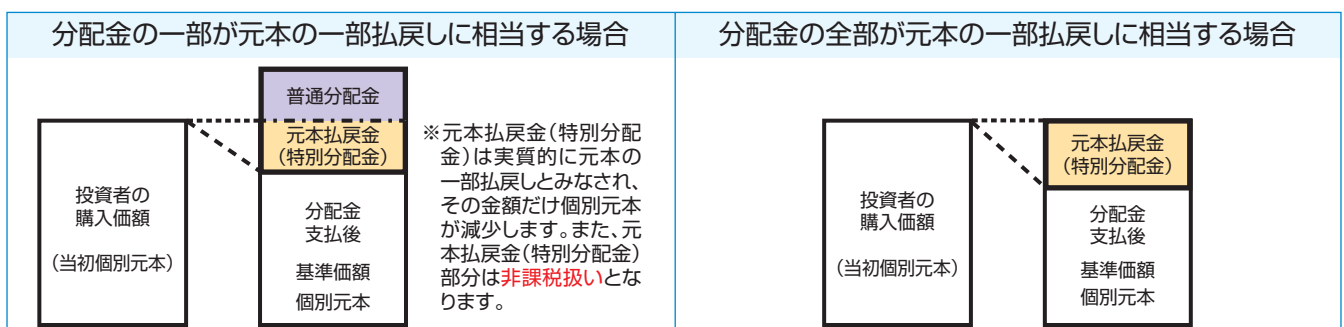 分配金の一部が元本の一部払戻しに相当する場合
普通分配金
元本払戻金
(特別分配金)
投資者の
購入価額
(当初個別元本)
分配金
支払後
基準価額
個別元本
※元本払戻金(特別分配
金)は実質的に元本の
一部払戻しとみなされ、
その金額だけ個別元本
が減少します。また、元
本払戻金(特別分配金)
部分は非課税扱いとな
ります。
分配金の全部が元本の一部払戻しに相当する場合
元本払戻金
(特別分配金)
投資者の
購入価額
(当初個別元本)
分配金
支払後
基準価額
個別元本